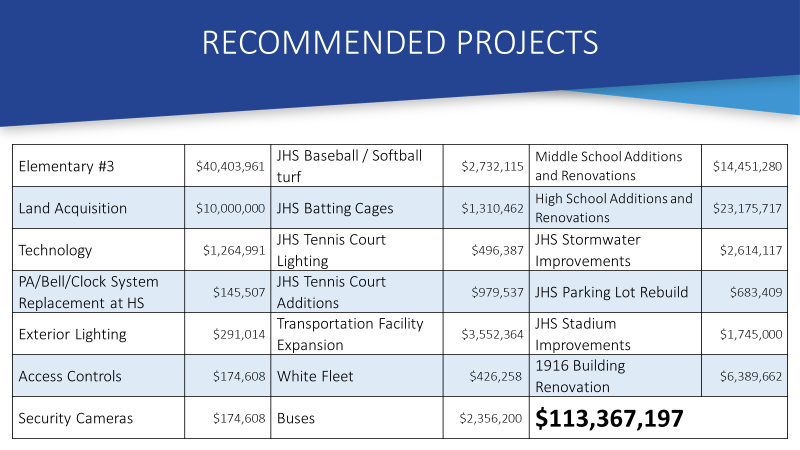 RECOMMENDED PROJECTS
Elementary #3 $40,403,961 JHS Baseball / Softball turf $2,732,115 Middle School Additions and Renovations $14,451,280
Land Acquisition $10,000,000 JHS Batting Cages $1,310,462 High School Additions and Renovations $23,175,717
Technology $1,264,991 JHS Tennis Court Lighting $496,387 JHS Stormwater Improvements $2,614,117
PA/Bell/Clock System Replacement at HS $145,507 JHS Tennis Court Additions $979,537 JHS Parking Lot Rebuild $683,409
Exterior Lighting $291,014 Transportation Facility Expansion $3,552,364 JHS Stadium Improvements $1,745,000
Access Controls $174,608 White Fleet $426,258 1916 Building Renovation $6,389,662
Security Cameras $174,608 Buses $2,356,200 $113,367,197